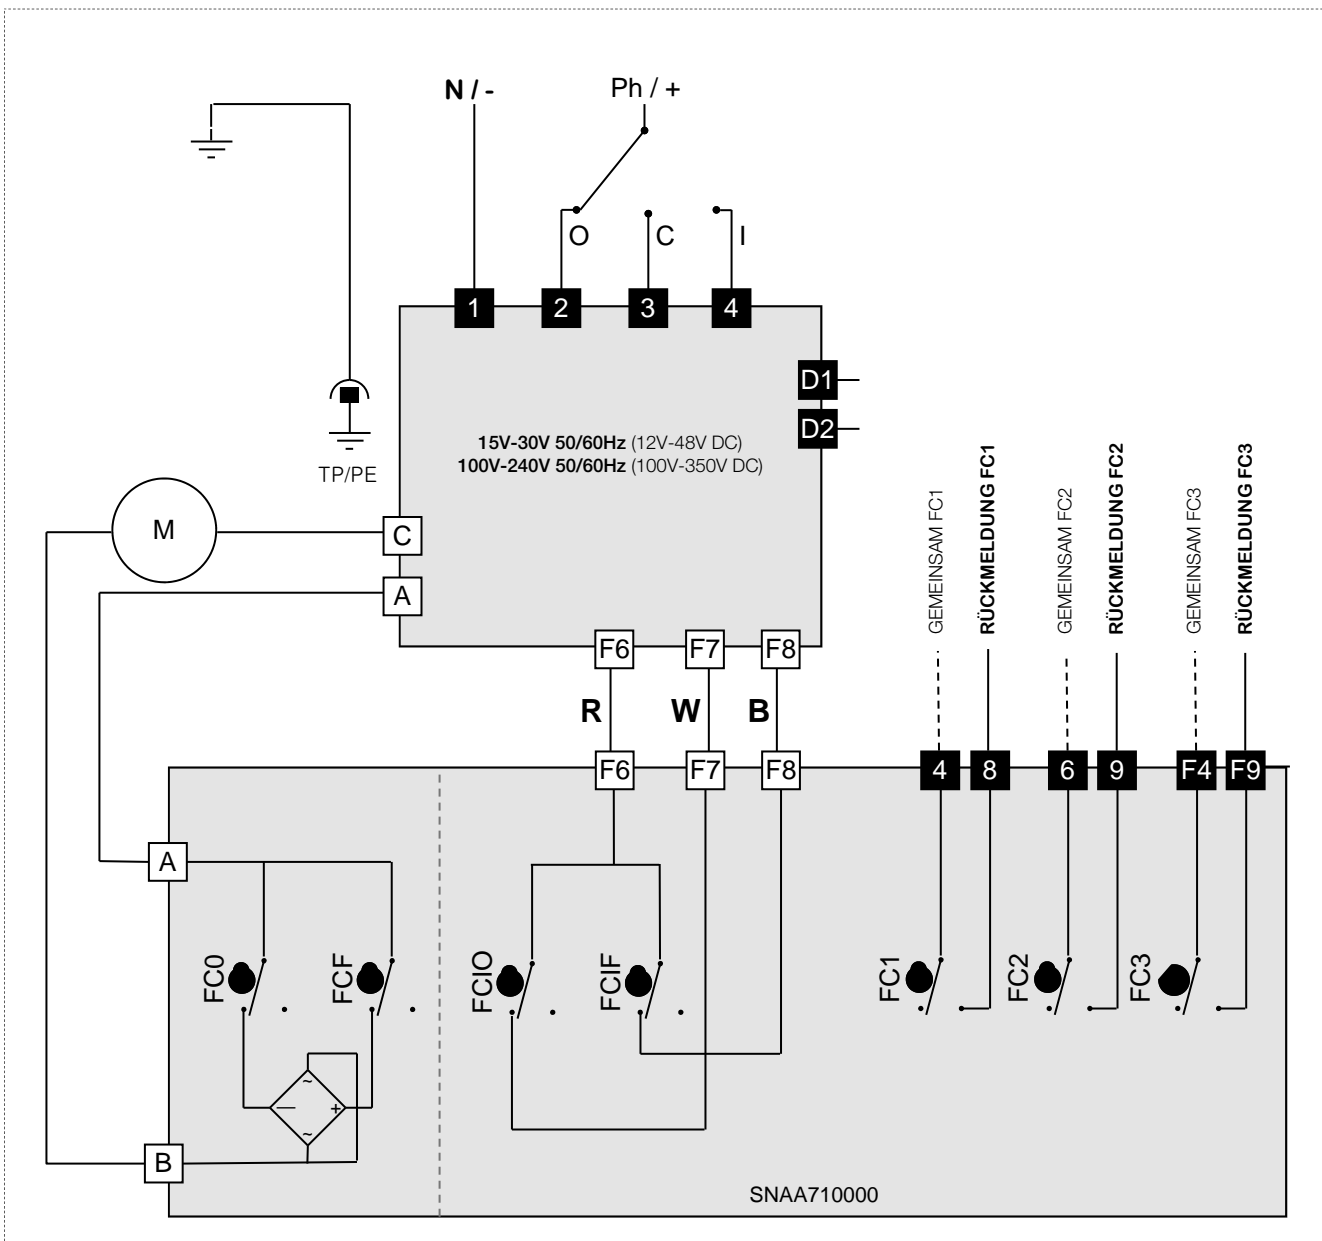 N / -
Ph / +
O
C
I
1
2
3
4
D1
D2
15V-30V 50/60Hz (12V-48V DC)
100V-240V 50/60Hz (100V-350V DC)
TP/PE
M
C
A
F6
F7
F8
R
W
B
GEMEINSAM FC1
RÜCKMELDUNG FC1
GEMEINSAM FC2
RÜCKMELDUNG FC2
GEMEINSAM FC3
RÜCKMELDUNG FC3
F6
F7
F8
4
8
6
9
F4
F9
A
FC0
FCF
FCIO
FCIF
FC1
FC2
FC3
~
—
+
~
B
SNAA710000